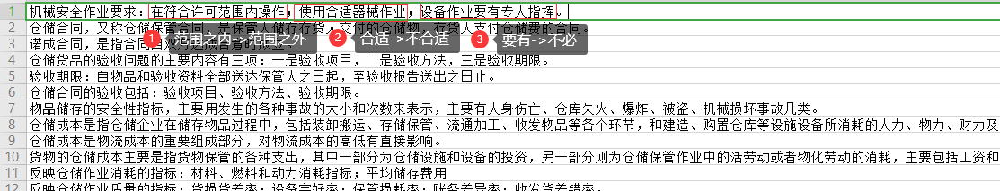 1 机械安全作业要求：在符合许可范围内操作；使用合适器械作业；设备作业要有专人指挥。
2 仓储合同，又称仓储保管合同，是保管人储存存货人交付的仓储物，存货人支付仓储费的合同。
① 范围之内->范围之外 ② 合适->不合适 ③ 要有->不必
3 诺成合同，是指合同
4 仓储货品的验收问题的主要内容有三项：一是验收项目，二是验收方法，三是验收期限。
5 验收期限：自物品和验收资料全部送达保管人之日起，至验收报告送出之日止。
6 仓储合同的验收包括：验收项目、验收方法、验收期限。
7 物品储存的安全性指标，主要用发生的各种事故的大小和次数来表示，主要有人身伤亡、仓库失火、爆炸、被盗、机械损坏事故几类。
8 仓储成本是指仓储企业在储存物品过程中，包括装卸搬运、存储保管、流通加工、收发物品等各个环节，和建造、购置仓库等设施设备所消耗的人力、物力、财力及
9 仓储成本是物流成本的重要组成部分，对物流成本的高低有直接影响。
10 货物的仓储成本主要是指货物保管的各种支出，其中一部分为仓储设施和设备的投资，另一部分则为仓储保管作业中的活劳动或者物化劳动的消耗，主要包括工资和
11 反映仓储作业消耗的指标：材料、燃料和动力消耗指标；平均储存费用
12 反映仓储作业质量的指标：货损货差率；设备完好率；保管损耗率；账务差异率；收发货差错率。